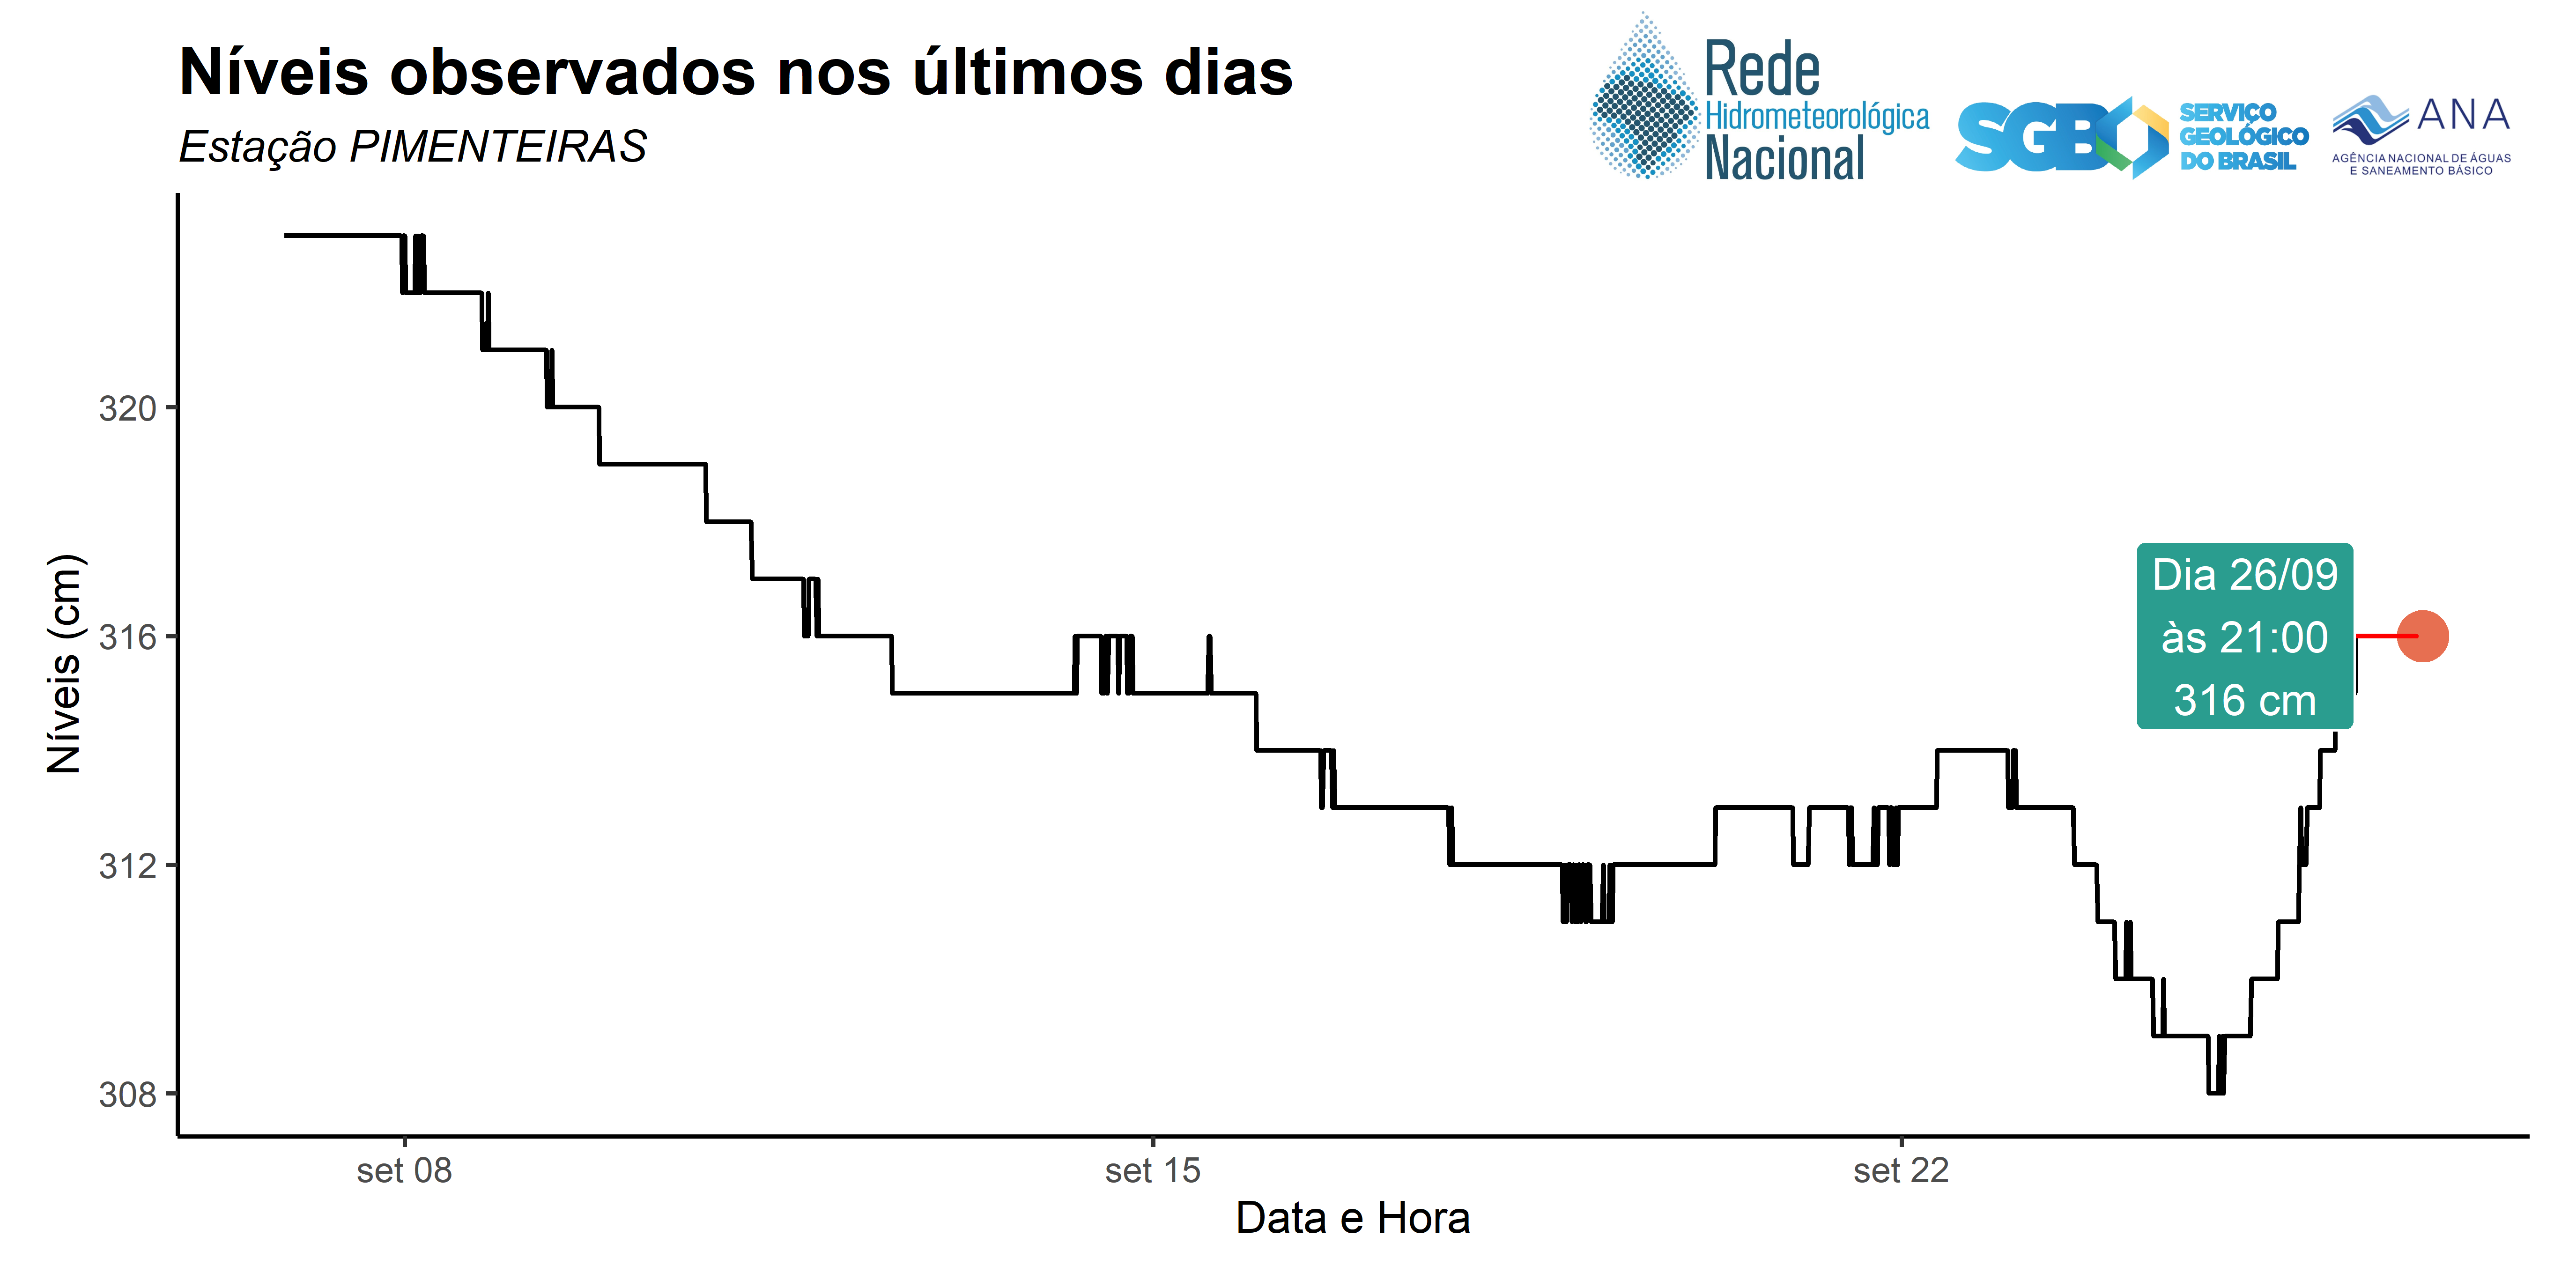 Níveis observados nos últimos dias
Estação PIMENTEIRAS
Rede
Hidrometeorológica
Nacional
SGB
SERVIÇO
GEOLÓGICO
DO BRASIL
ANA
AGÊNCIA NACIONAL DE ÁGUAS
E SANEAMENTO BÁSICO
Níveis (cm)
320
316
312
308
Dia 26/09
às 21:00
316 cm
set 08
set 15
set 22
Data e Hora